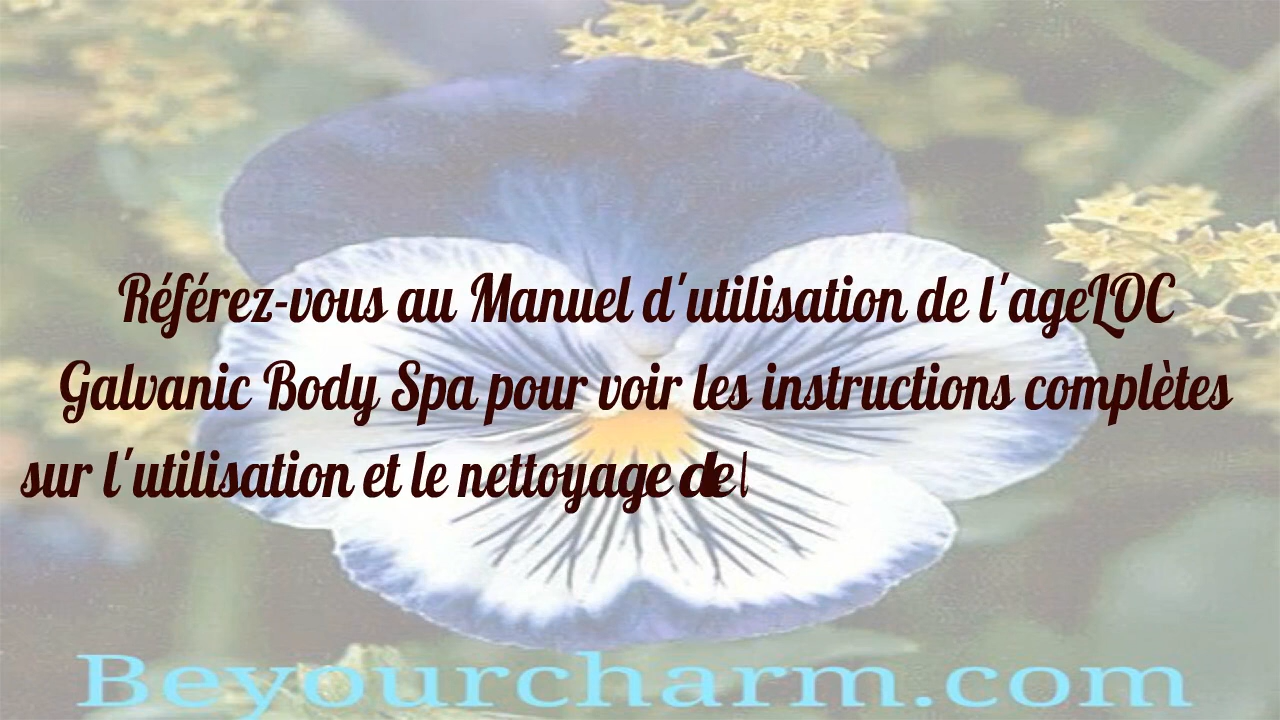 Référez-vous au Manuel d'utilisation de l'ageLOC
Galvanic Body Spa pour voir les instructions complètes
sur l'utilisation et le nettoyage de
Beyourcharm.com